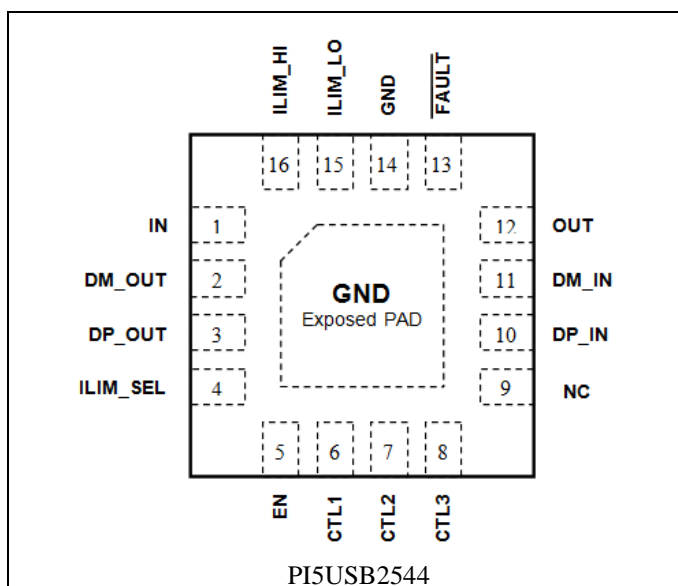 ILIM_HI
ILIM_LO
GND
FAULT
16
15
14
13
IN
1
12
OUT
DM_OUT
2
11
DM_IN
GND
Exposed PAD
DP_OUT
3
10
DP_IN
ILIM_SEL
4
9
NC
5
6
7
8
EN
CTL1
CTL2
CTL3
PI5USB2544